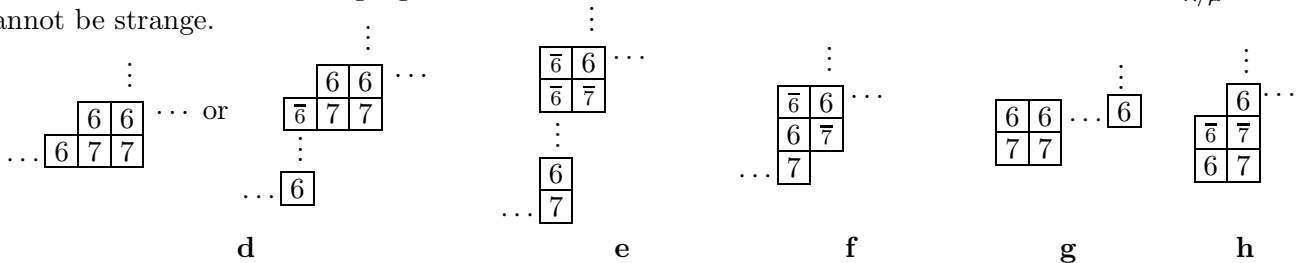 annot be strange.
⋮
6 6 ⋯
⋯ 6 7 7
or
⋮
6 6 ⋯
6̅ 7 7
⋮
⋯ 6
d
⋮
6̅ 6 ⋯
6̅ 7̅
⋮
6
⋯ 7
e
⋮
6̅ 6 ⋯
6 7̅
⋯ 7
f
⋮
6 6 ⋯ 6
7 7
g
⋮
6 ⋯
6̅ 7̅
6 7
h